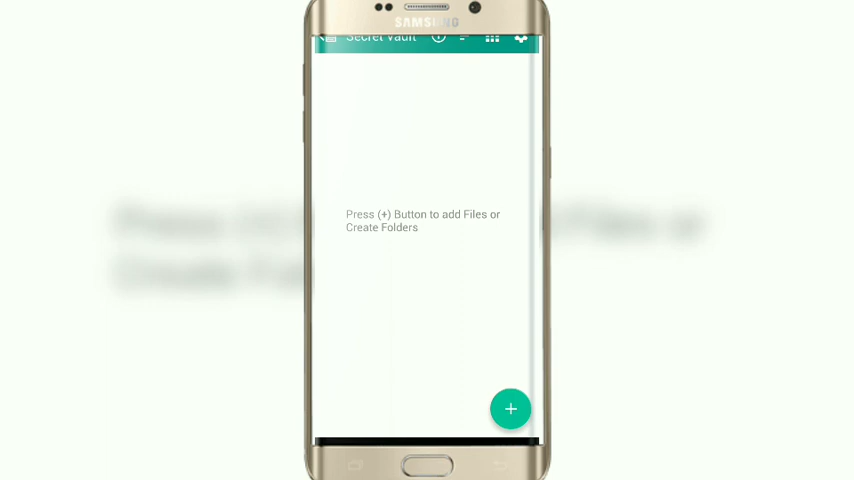 SAMSUNG
Secret Vault
Press (+) Button to add Files or
Create Folders